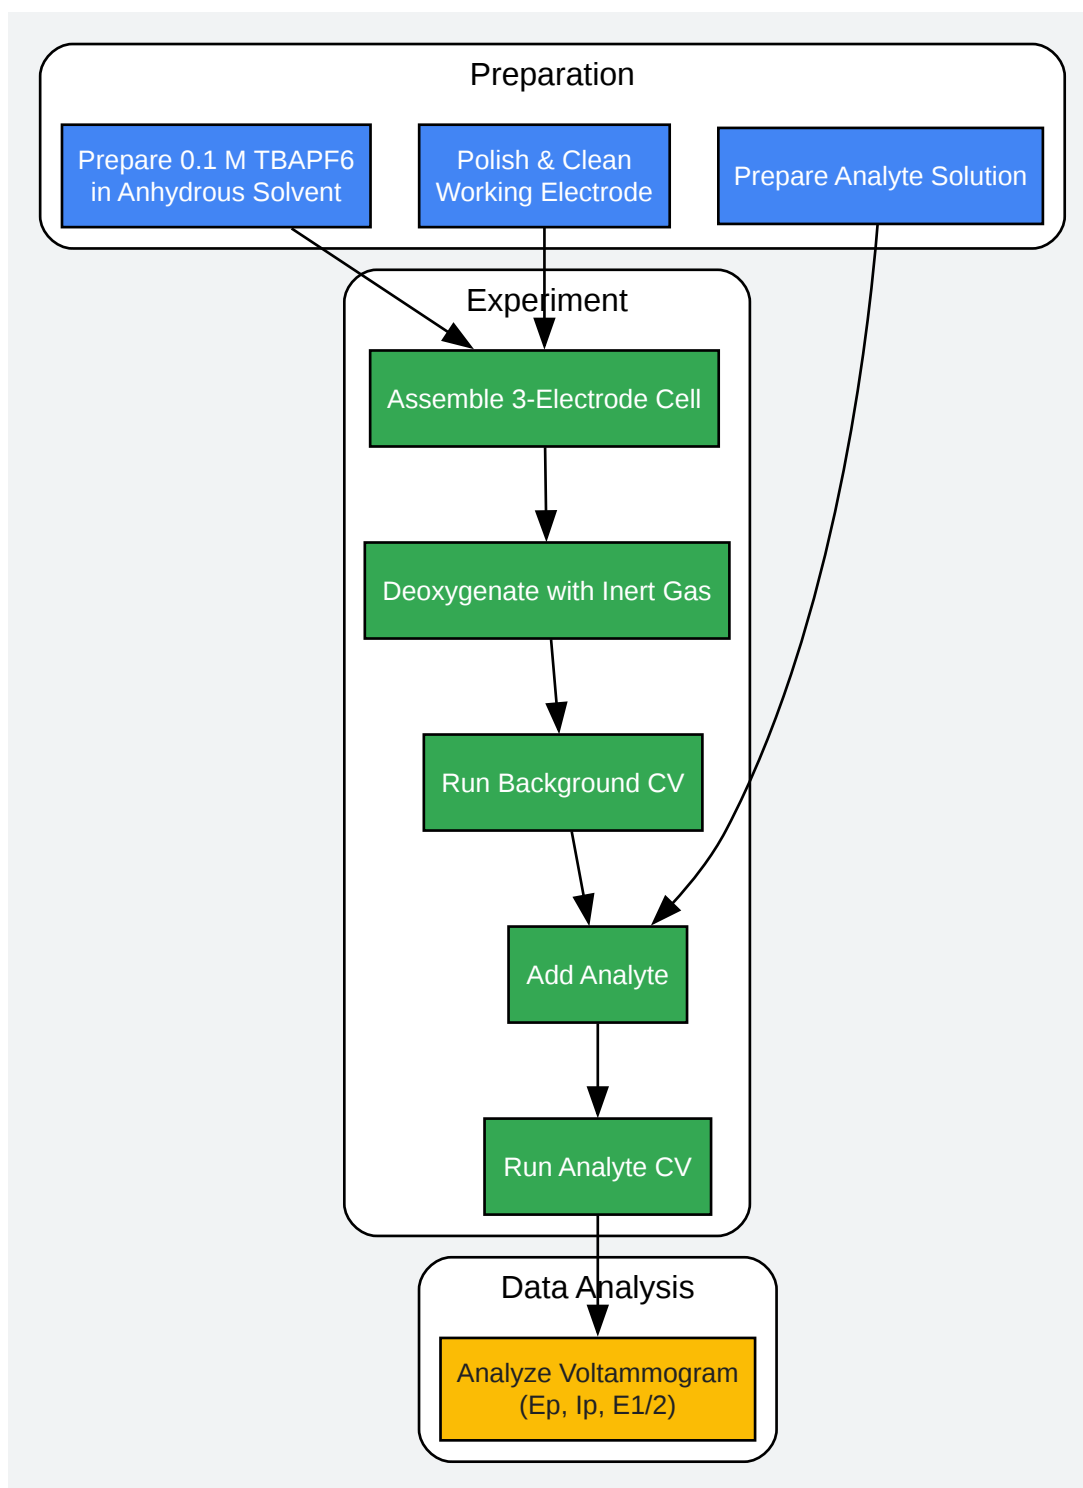 Preparation
Prepare 0.1 M TBAPF6
in Anhydrous Solvent
Polish & Clean
Working Electrode
Prepare Analyte Solution
Experiment
Assemble 3-Electrode Cell
Deoxygenate with Inert Gas
Run Background CV
Add Analyte
Run Analyte CV
Data Analysis
Analyze Voltammogram
(Ep, Ip, E1/2)